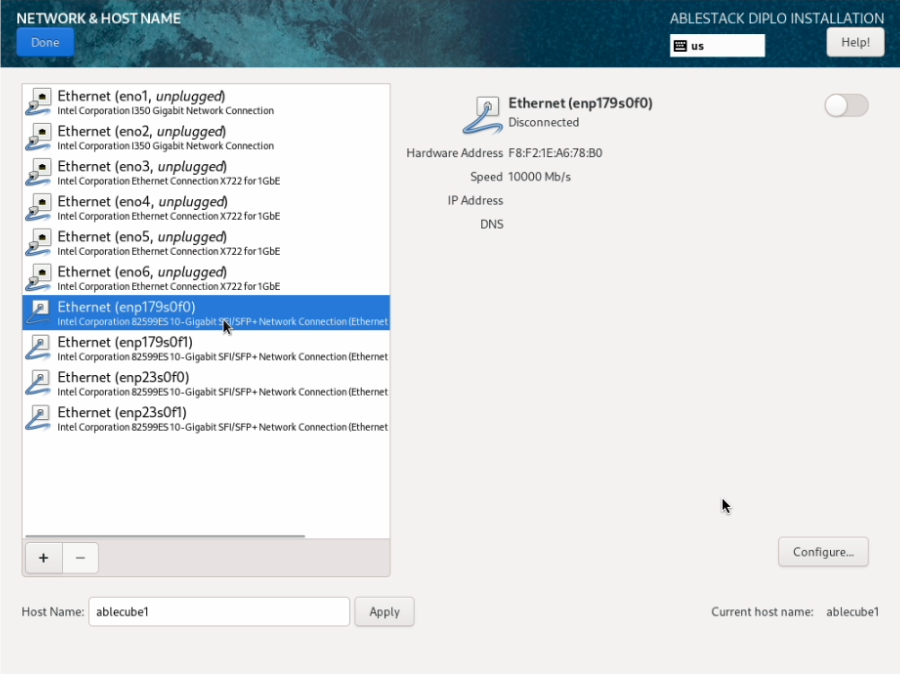 NETWORK & HOST NAME
ABLESTACK DIPLO INSTALLATION
Done
us
Help!
Ethernet (eno1, unplugged)
Intel Corporation I350 Gigabit Network Connection
Ethernet (eno2, unplugged)
Intel Corporation I350 Gigabit Network Connection
Ethernet (eno3, unplugged)
Intel Corporation Ethernet Connection X722 for 1GbE
Ethernet (eno4, unplugged)
Intel Corporation Ethernet Connection X722 for 1GbE
Ethernet (eno5, unplugged)
Intel Corporation Ethernet Connection X722 for 1GbE
Ethernet (eno6, unplugged)
Intel Corporation Ethernet Connection X722 for 1GbE
Ethernet (enp179s0f0)
Intel Corporation 82599ES 10-Gigabit SFI/SFP+ Network Connection (Ethernet
Ethernet (enp179s0f1)
Intel Corporation 82599ES 10-Gigabit SFI/SFP+ Network Connection (Ethernet
Ethernet (enp23s0f0)
Intel Corporation 82599ES 10-Gigabit SFI/SFP+ Network Connection (Ethernet
Ethernet (enp23s0f1)
Intel Corporation 82599ES 10-Gigabit SFI/SFP+ Network Connection (Ethernet
Ethernet (enp179s0f0)
Disconnected
Hardware Address F8:F2:1E:A6:78:B0
Speed 10000 Mb/s
IP Address
DNS
+ −
Configure...
Host Name: ablecube1 Apply
Current host name: ablecube1